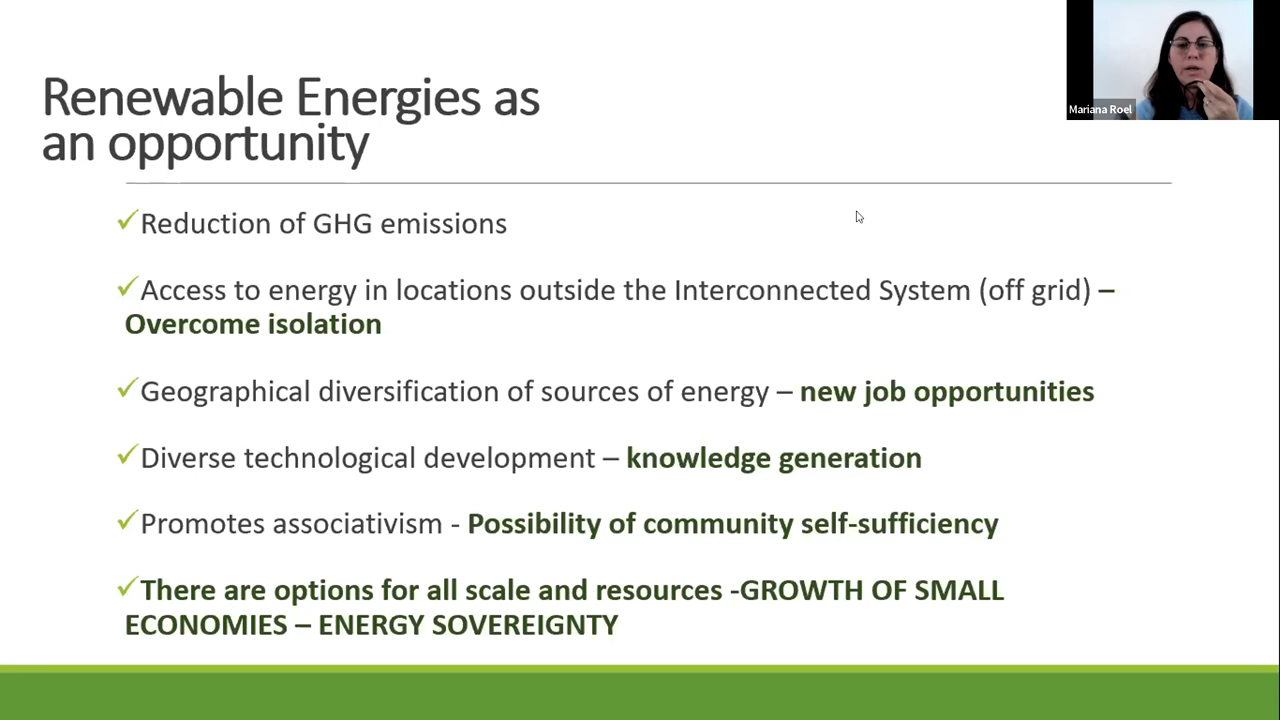 Renewable Energies as
an opportunity
Mariana Roel
✓Reduction of GHG emissions
✓Access to energy in locations outside the Interconnected System (off grid) –
Overcome isolation
✓Geographical diversification of sources of energy – new job opportunities
✓Diverse technological development – knowledge generation
✓Promotes associativism - Possibility of community self-sufficiency
✓There are options for all scale and resources -GROWTH OF SMALL
ECONOMIES – ENERGY SOVEREIGNTY